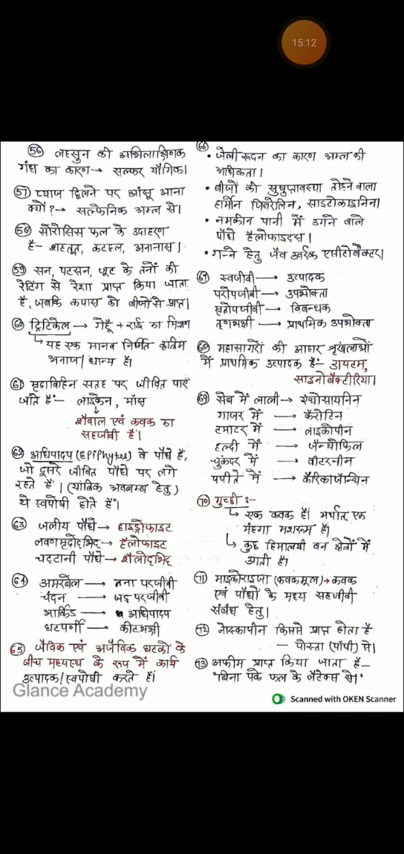 15:12
56) लहसुन की अभिलाक्षणिक
गंध का कारण → सल्फर यौगिक।
57) प्याज छिलने पर आँसू आना
क्यों? → सल्फेनिक अम्ल से।
58) सोरोसिस फल के उदाहरण
है - शहतूत, कटहल, अनानास।
59) सन, पटसन, जूट के तनों की
रेटिंग से रेशा प्राप्त किया जाता
है, जबकि कपास की बीजों से प्राप्त।
60) ट्रिटिकेल → गेहूँ + राई का मिश्रण
↳ यह एक मानव निर्मित कृत्रिम
अनाज/धान्य है।
61) मृदाविहिन सतह पर जीवित पाए
जाते हैं - लाइकेन, मॉस
↓
शैवाल एवं कवक का
सहजीवी है।
62) अधिपादप (Epiphytes) वे पौधे है,
जो दूसरे जीवित पौधे पर लगे
रहते हैं। (यांत्रिक अवलम्ब हेतु)
ये स्वपोषी होते हैं।
63) जलीय पौधे → हाइड्रोफाइट
लवणमृदोद्भिद् → हैलोफाइट
चट्टानी पौधे → शैलोद्भिद्
64) अमरबेल → तना परजीवी
चंदन → जड़ परजीवी
आर्किड → अधिपादप
घटपर्णी → कीटभक्षी
65) जैविक एवं अजैविक घटकों के
बीच मध्यस्थ के रूप में कार्य
उत्पादक/स्वपोषी करते है।
Glance Academy
66)
• जेली रूदन का कारण अम्ल की
अधिकता।
• बीजों की सुषुप्तावस्था तोड़ने वाला
हार्मोन जिबरेलिन, साइटोकाइनिन।
• नमकीन पानी में उगने वाले
पौधे हैलोफाइट्स।
• गन्ने हेतु जैव उर्वरक एसीटोबैक्टर।
67) स्वजीवी → उत्पादक
परपोषजीवी → उपभोक्ता
मृतोपजीवी → विबन्धक
तृणभक्षी → प्राथमिक उपभोक्ता
68) महासागरों की आहार श्रृंखलाओं
में प्राथमिक उत्पादक है - डायटम,
साइनोबैक्टीरिया।
69) सेब में लाली → एंथोसायनिन
गाजर में → कैरोटिन
टमाटर में → लाइकोपीन
हल्दी में → जैन्थोफिल
चुकंदर में → बीटानीन
पपीते में → कैरिकाजैन्थिन
70) गुच्छी :-
↳ एक कवक है। अर्थात् एक
मंहगा मशरूम है।
↳ कुछ हिमालयी वन क्षेत्रों में
आती है।
71) माइकोराइजा (कवकमूल) → कवक
एवं पौधों के मध्य सहजीवी
संबंध हेतु।
72) नोस्कापीन किससे प्राप्त होता है
- पोस्ता (पॉपी) से।
73) अफीम प्राप्त किया जाता है -
"बिना पके फल के लैटेक्स से।"
Scanned with OKEN Scanner